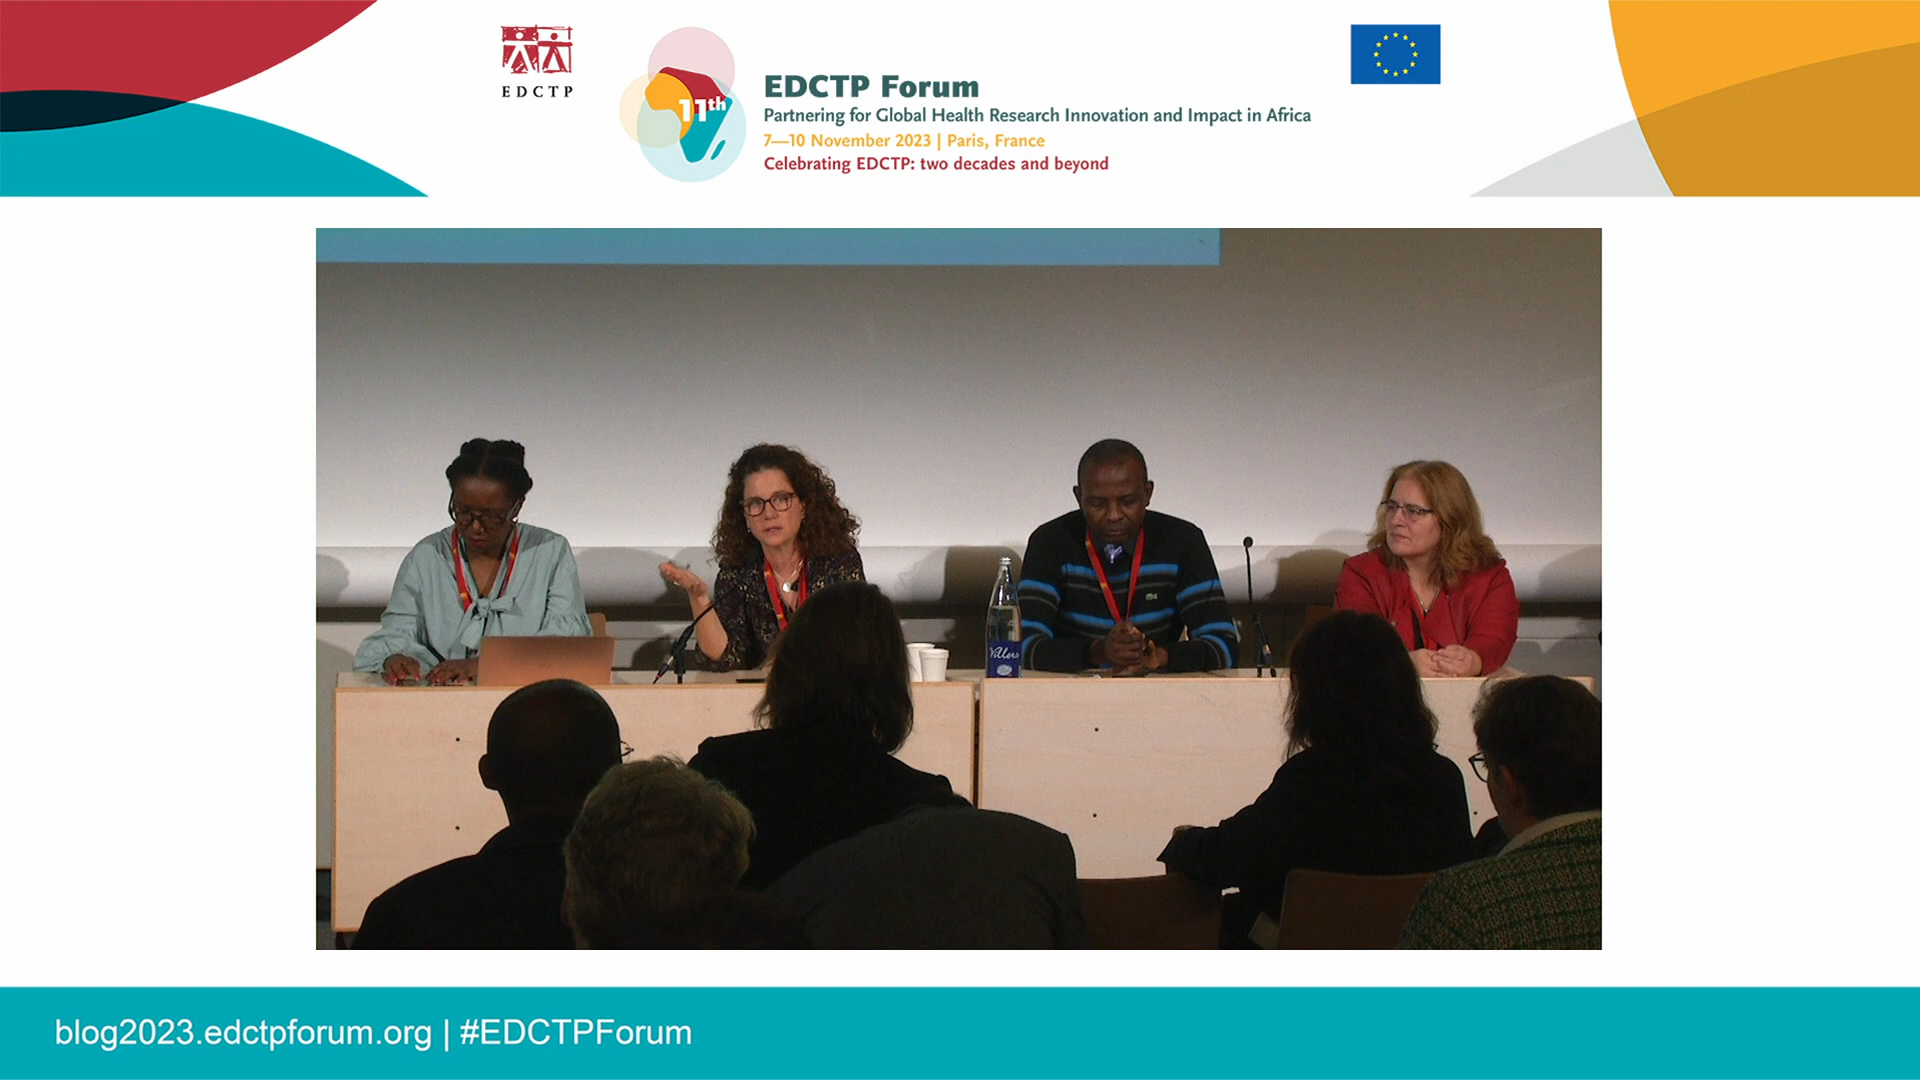 EDCTP
11th
EDCTP Forum
Partnering for Global Health Research Innovation and Impact in Africa
7—10 November 2023 | Paris, France
Celebrating EDCTP: two decades and beyond
Villers
blog2023.edctpforum.org | #EDCTPForum